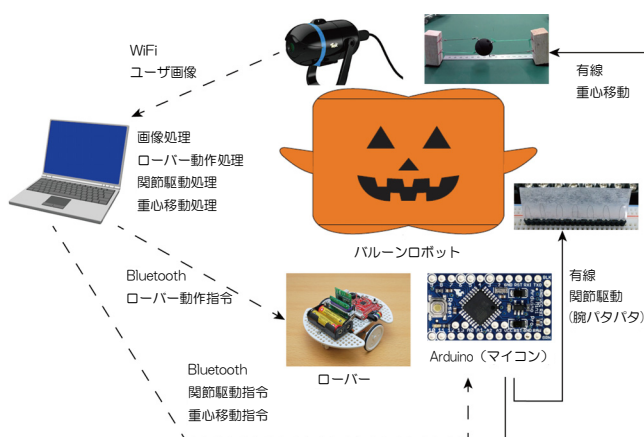 WiFi
ユーザ画像
有線
重心移動
画像処理
ローバー動作処理
関節駆動処理
重心移動処理
バルーンロボット
Bluetooth
ローバー動作指令
有線
関節駆動
(腕パタパタ)
Arduino（マイコン）
ローバー
Bluetooth
関節駆動指令
重心移動指令